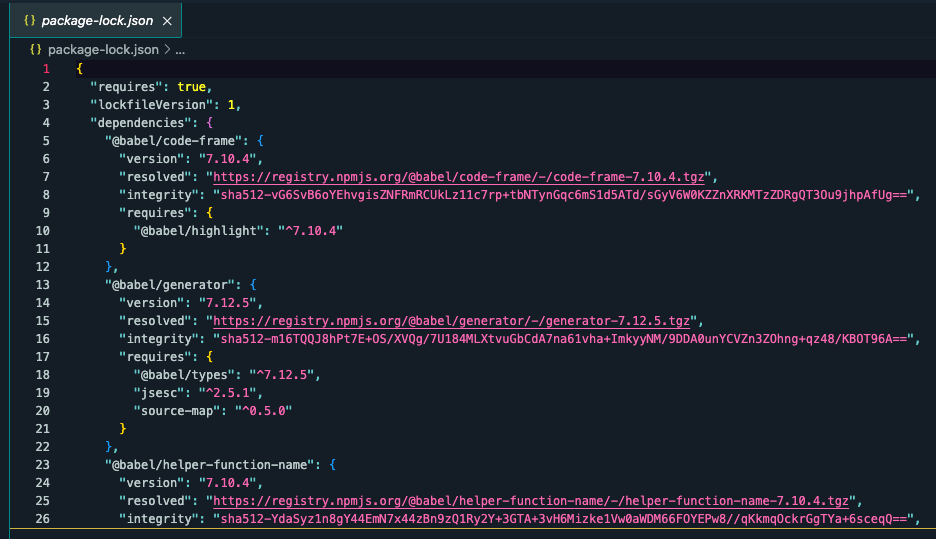 {} package-lock.json ×
{} package-lock.json > ...
1 {
2 "requires": true,
3 "lockfileVersion": 1,
4 "dependencies": {
5 "@babel/code-frame": {
6 "version": "7.10.4",
7 "resolved": "https://registry.npmjs.org/@babel/code-frame/-/code-frame-7.10.4.tgz",
8 "integrity": "sha512-vG6SvB6oYEhvgisZNFRmRCUkLz11c7rp+tbNTynGqc6mS1d5ATd/sGyV6W0KZZnXRKMTzZDRgQT3Ou9jhpAfUg==",
9 "requires": {
10 "@babel/highlight": "^7.10.4"
11 }
12 },
13 "@babel/generator": {
14 "version": "7.12.5",
15 "resolved": "https://registry.npmjs.org/@babel/generator/-/generator-7.12.5.tgz",
16 "integrity": "sha512-m16TQQJ8hPt7E+OS/XVQg/7U184MLXtvuGbCdA7na61vha+ImkyyNM/9DDA0unYCVZn3ZOhng+qz48/KBOT96A==",
17 "requires": {
18 "@babel/types": "^7.12.5",
19 "jsesc": "^2.5.1",
20 "source-map": "^0.5.0"
21 }
22 },
23 "@babel/helper-function-name": {
24 "version": "7.10.4",
25 "resolved": "https://registry.npmjs.org/@babel/helper-function-name/-/helper-function-name-7.10.4.tgz",
26 "integrity": "sha512-YdaSyz1n8gY44EmN7x44zBn9zQ1Ry2Y+3GTA+3vH6Mizke1Vw0aWDM66FOYEPw8//qKkmqOckrGgTYa+6sceqQ==",